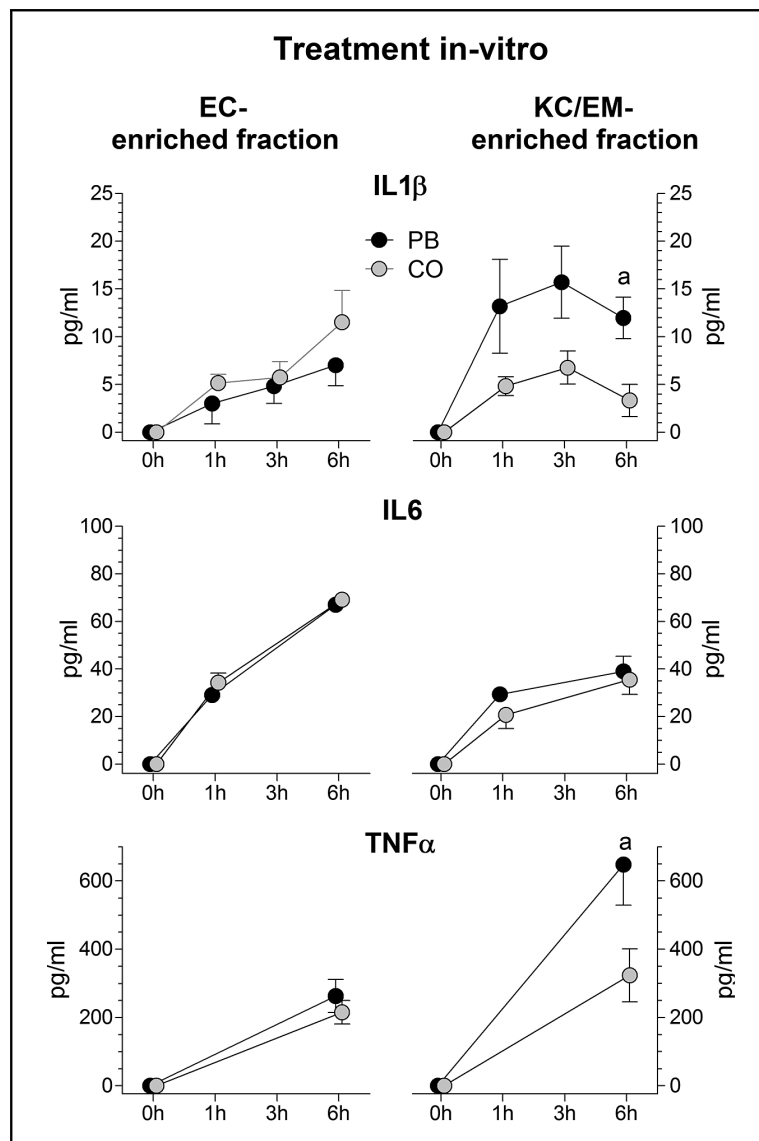 Treatment in-vitro
EC-
enriched fraction
KC/EM-
enriched fraction
IL1β
PB
CO
a
25
20
15
10
5
0
pg/ml
0h 1h 3h 6h
25
20
15
10
5
0
pg/ml
0h 1h 3h 6h
IL6
100
80
60
40
20
0
pg/ml
0h 1h 3h 6h
100
80
60
40
20
0
pg/ml
0h 1h 3h 6h
TNFα
a
600
400
200
0
pg/ml
0h 1h 3h 6h
600
400
200
0
pg/ml
0h 1h 3h 6h